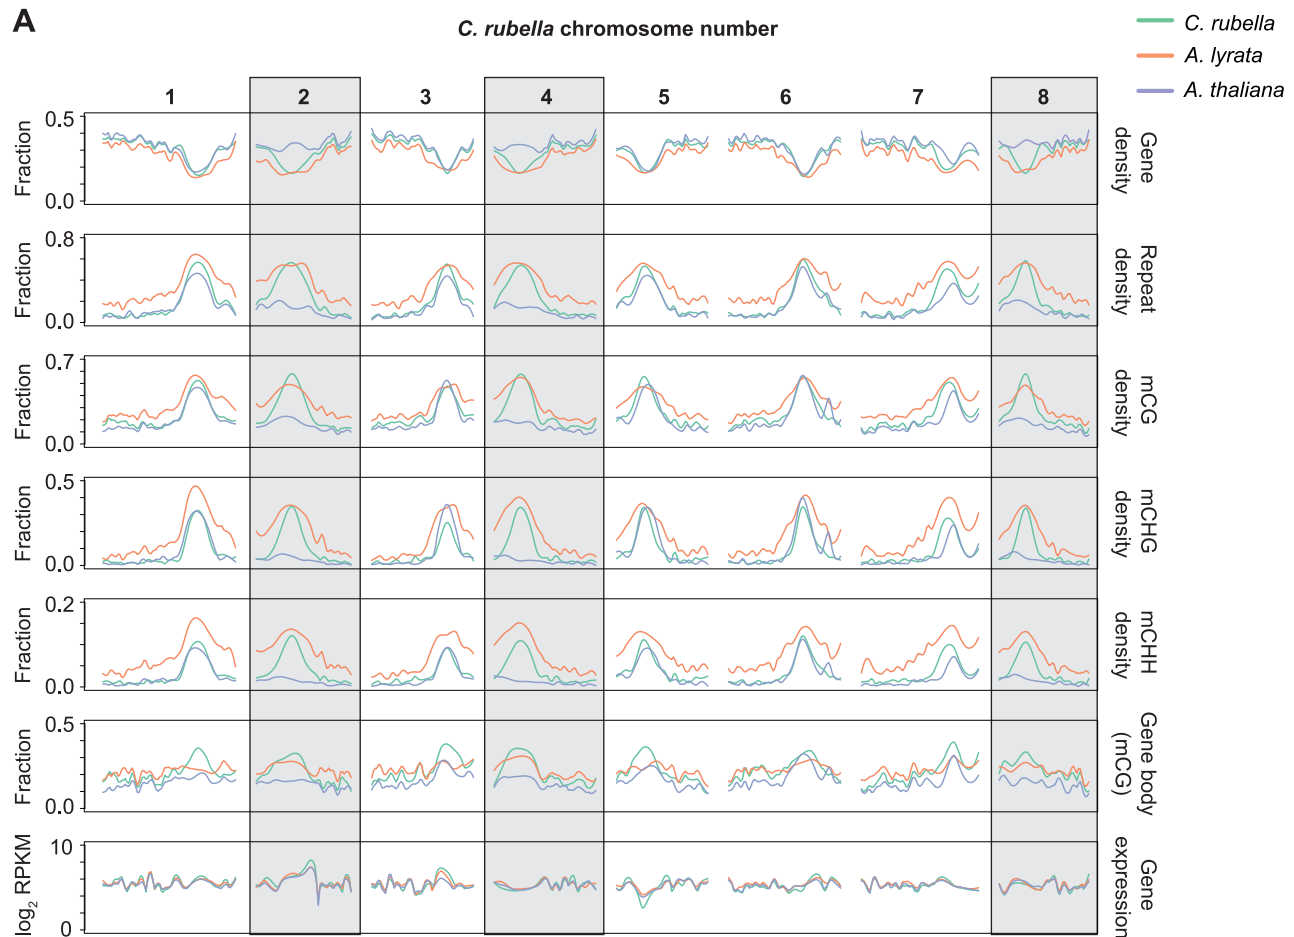 A
C. rubella chromosome number
C. rubella
A. lyrata
A. thaliana
1 2 3 4 5 6 7 8
0.5
Fraction
0.0
Gene
density
0.8
Fraction
0.0
Repeat
density
0.7
Fraction
0.0
mCG
density
0.5
Fraction
0.0
mCHG
density
0.2
Fraction
0.0
mCHH
density
0.5
Fraction
0.0
Gene body
(mCG)
10
log2 RPKM
0
Gene
expression